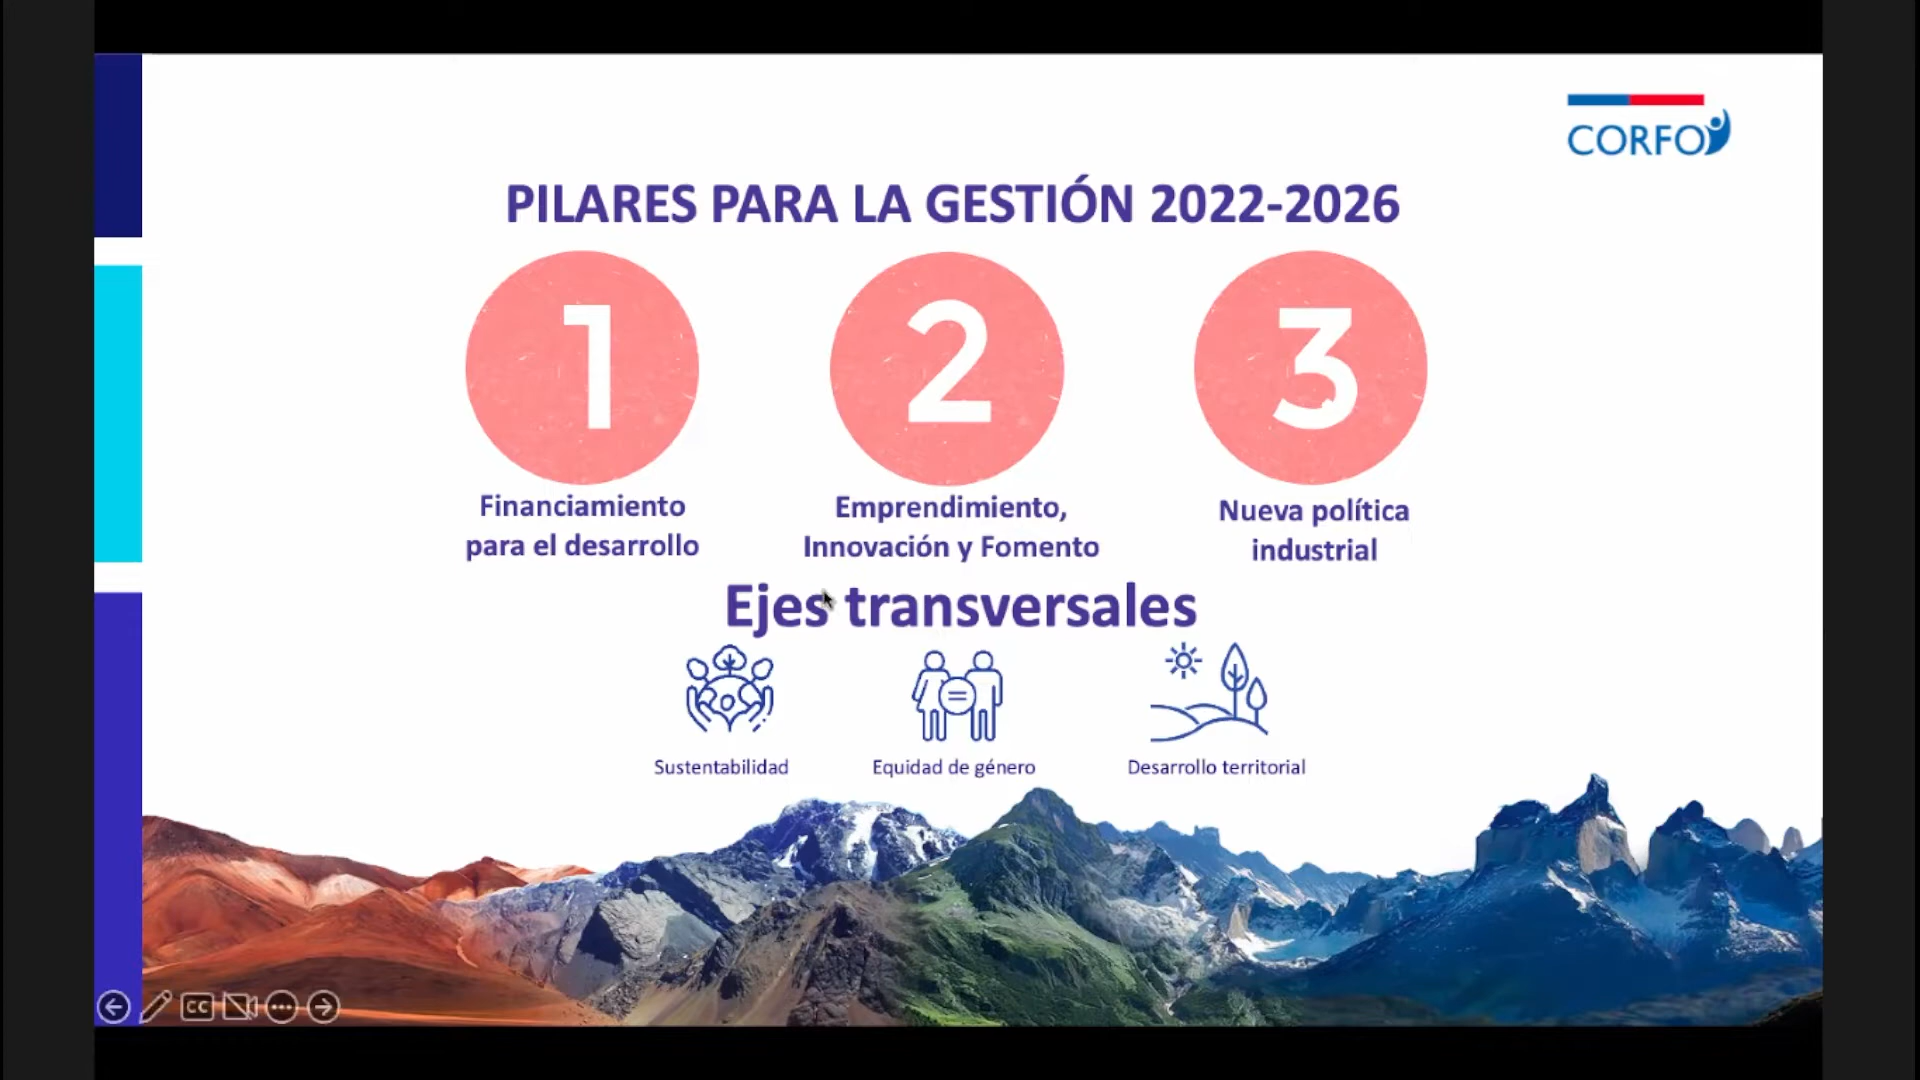 CORFO
PILARES PARA LA GESTIÓN 2022-2026
1
2
3
Financiamiento
para el desarrollo
Emprendimiento,
Innovación y Fomento
Nueva política
industrial
Ejes transversales
Sustentabilidad
Equidad de género
Desarrollo territorial
CC